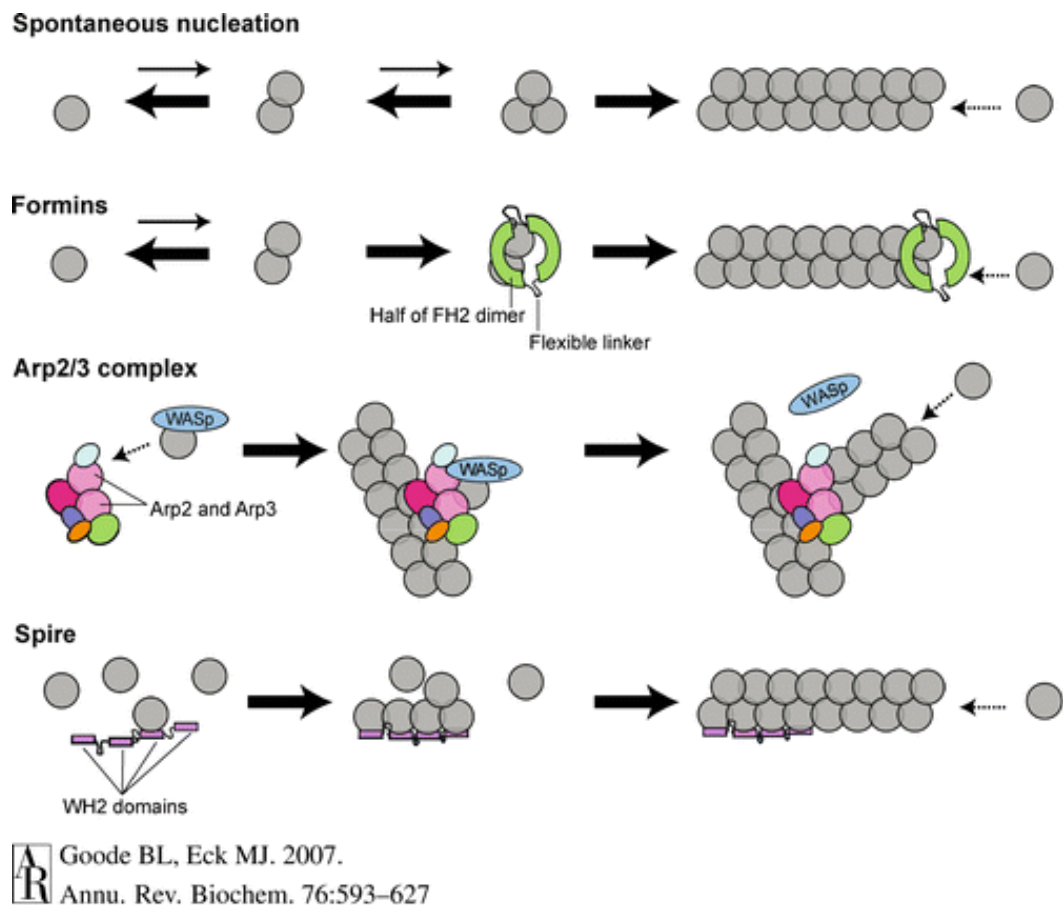 Spontaneous nucleation
Formins
Half of FH2 dimer
Flexible linker
Arp2/3 complex
WASp
WASp
WASp
Arp2 and Arp3
Spire
WH2 domains
AR
Goode BL, Eck MJ. 2007.
Annu. Rev. Biochem. 76:593–627